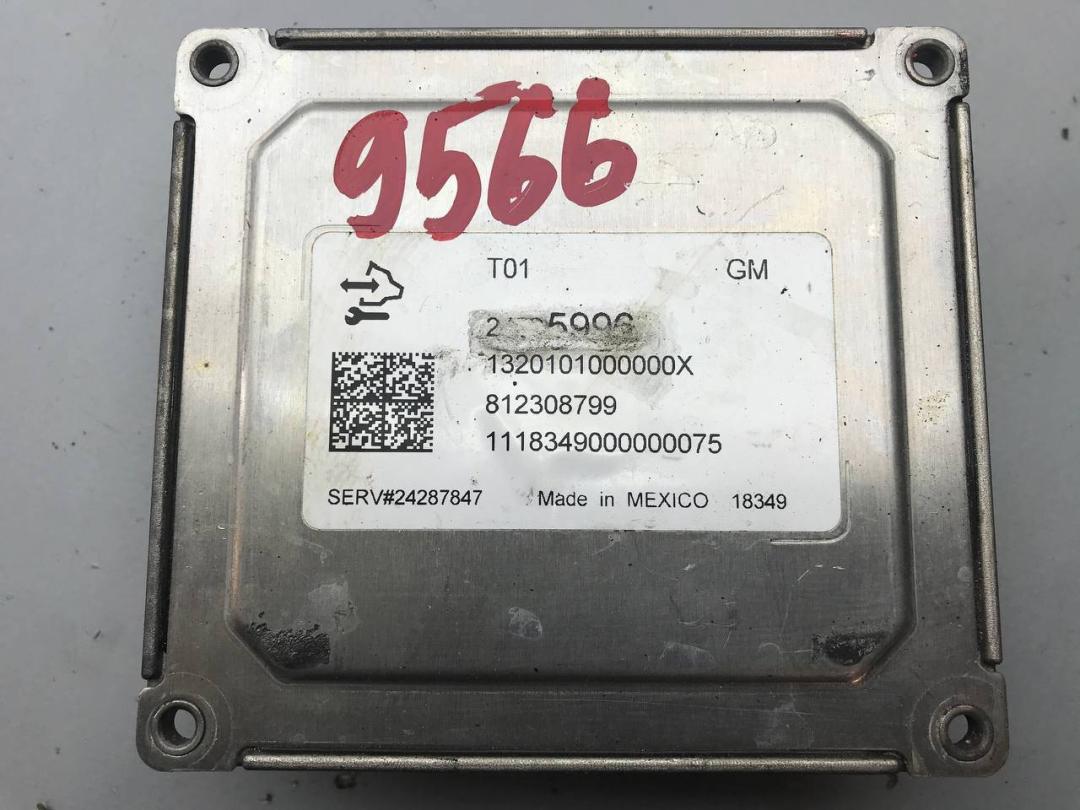 9566
T01 GM
1320101000000X
812308799
1118349000000075
SERV#24287847 Made in MEXICO 18349